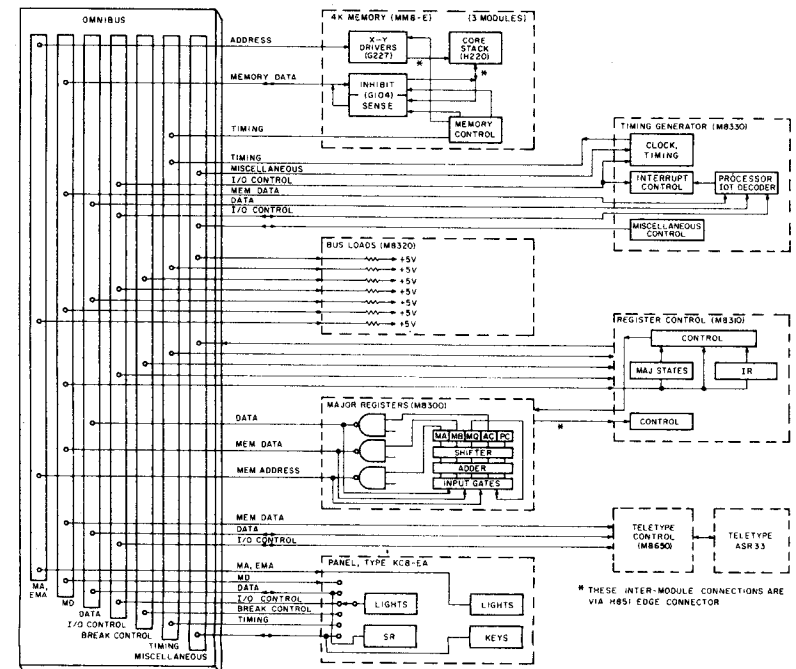 OMNIBUS
ADDRESS
MEMORY DATA
TIMING
TIMING
MISCELLANEOUS
I/O CONTROL
MEM DATA
DATA
I/O CONTROL
4K MEMORY (MM8-E) (3 MODULES)
X-Y
DRIVERS
(G227)
CORE
STACK
(H220)
*
*
INHIBIT
(G104)
SENSE
MEMORY
CONTROL
TIMING GENERATOR (M8330)
CLOCK,
TIMING
INTERRUPT
CONTROL
PROCESSOR
IOT DECODER
MISCELLANEOUS
CONTROL
BUS LOADS (M8320)
+5V
+5V
+5V
+5V
+5V
+5V
+5V
REGISTER CONTROL (M8310)
CONTROL
MAJ STATES
IR
CONTROL
*
MAJOR REGISTERS (M8300)
DATA
MEM DATA
MEM ADDRESS
MA MB MQ AC PC
SHIFTER
ADDER
INPUT GATES
MEM DATA
DATA
I/O CONTROL
TELETYPE
CONTROL
(M8650)
TELETYPE
ASR 33
PANEL, TYPE KC8-EA
MA, EMA
MD
DATA
I/O CONTROL
BREAK CONTROL
TIMING
LIGHTS
LIGHTS
SR
KEYS
* THESE INTER-MODULE CONNECTIONS ARE
VIA H851 EDGE CONNECTOR
MA,
EMA
MD
DATA
I/O CONTROL
BREAK CONTROL
TIMING
MISCELLANEOUS